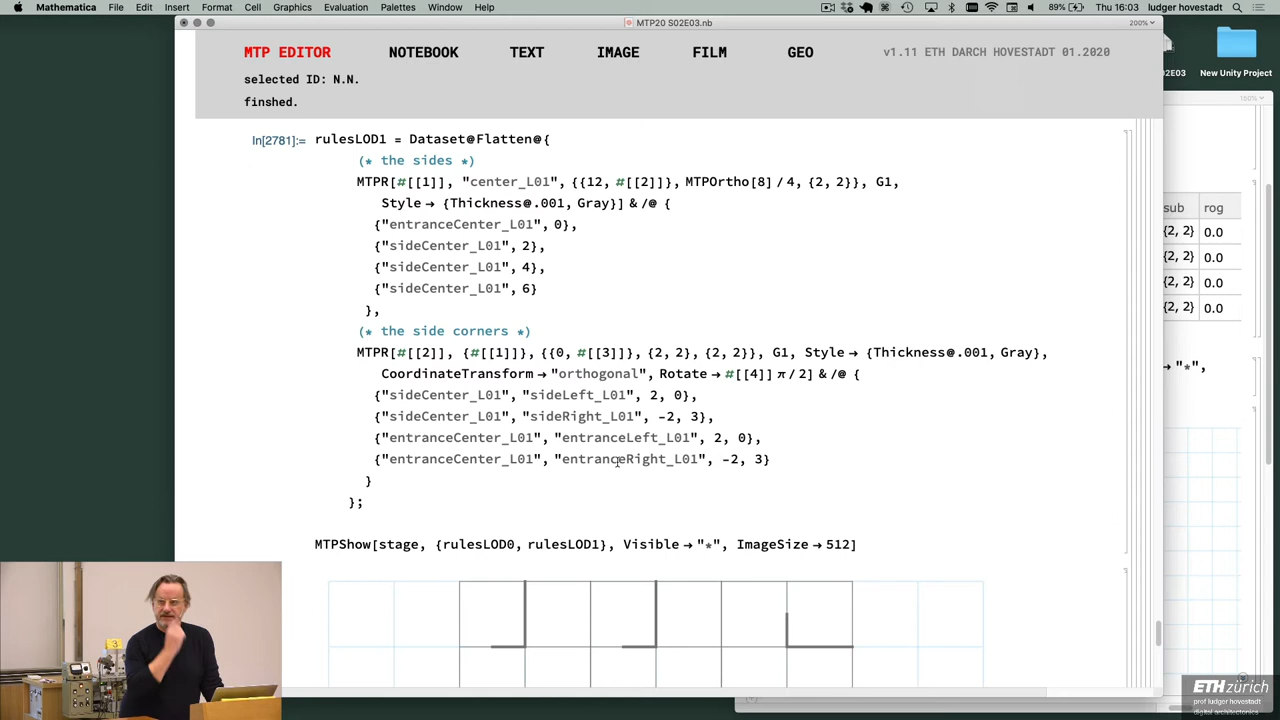 Mathematica File Edit Insert Format Cell Graphics Evaluation Palettes Window Help
89% Thu 16:03 ludger hovestadt
MTP20 S02E03.nb
200%
MTP EDITOR NOTEBOOK TEXT IMAGE FILM GEO v1.11 ETH DARCH HOVESTADT 01.2020
selected ID: N.N.
finshed.
In[2781]:= rulesLOD1 = Dataset@Flatten@{
(* the sides *)
MTPR[#[[1]], "center_L01", {{12, #[[2]]}, MTPOrtho[8]/4, {2, 2}}, G1,
Style→{Thickness@.001, Gray}] & /@ {
{"entranceCenter_L01", 0},
{"sideCenter_L01", 2},
{"sideCenter_L01", 4},
{"sideCenter_L01", 6}
},
(* the side corners *)
MTPR[#[[2]], {#[[1]]}, {{0, #[[3]]}, {2, 2}, {2, 2}}, G1, Style→{Thickness@.001, Gray},
CoordinateTransform→"orthogonal", Rotate→#[[4]] π/2] & /@ {
{"sideCenter_L01", "sideLeft_L01", 2, 0},
{"sideCenter_L01", "sideRight_L01", -2, 3},
{"entranceCenter_L01", "entranceLeft_L01", 2, 0},
{"entranceCenter_L01", "entranceRight_L01", -2, 3}
}
};
MTPShow[stage, {rulesLOD0, rulesLOD1}, Visible→"*", ImageSize→512]
S02E03
New Unity Project
150%
sub rog
{2, 2} 0.0
{2, 2} 0.0
{2, 2} 0.0
{2, 2} 0.0
→"*",
3
ETH zürich
prof ludger hovestadt
digital architectonics